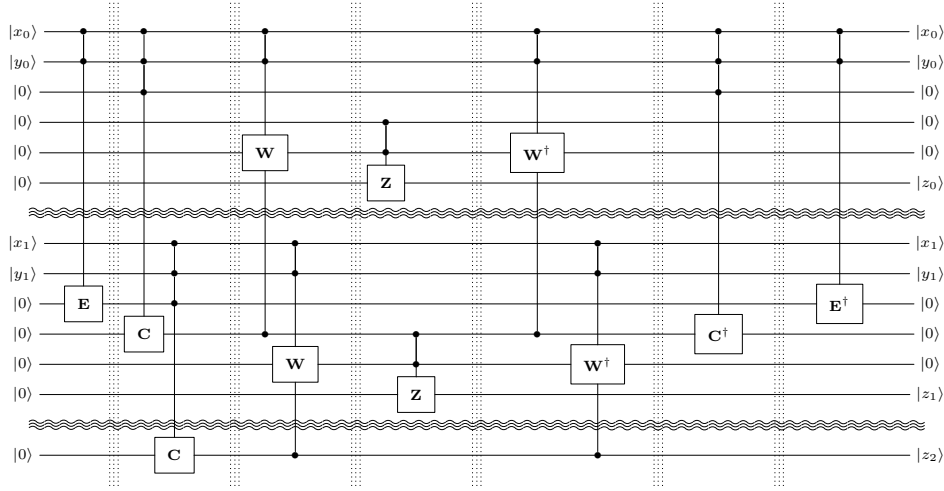 |x₀⟩ |x₀⟩
|y₀⟩ |y₀⟩
|0⟩ |0⟩
|0⟩ |0⟩
|0⟩ W W† |0⟩
|0⟩ Z |z₀⟩
|x₁⟩ |x₁⟩
|y₁⟩ |y₁⟩
|0⟩ E E† |0⟩
|0⟩ C C† |0⟩
|0⟩ W W† |0⟩
|0⟩ Z |z₁⟩
|0⟩ C |z₂⟩